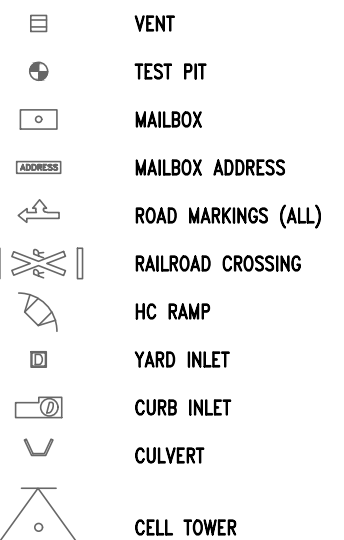 VENT
TEST PIT
MAILBOX
ADDRESS MAILBOX ADDRESS
ROAD MARKINGS (ALL)
R R RAILROAD CROSSING
HC RAMP
D YARD INLET
D CURB INLET
CULVERT
CELL TOWER